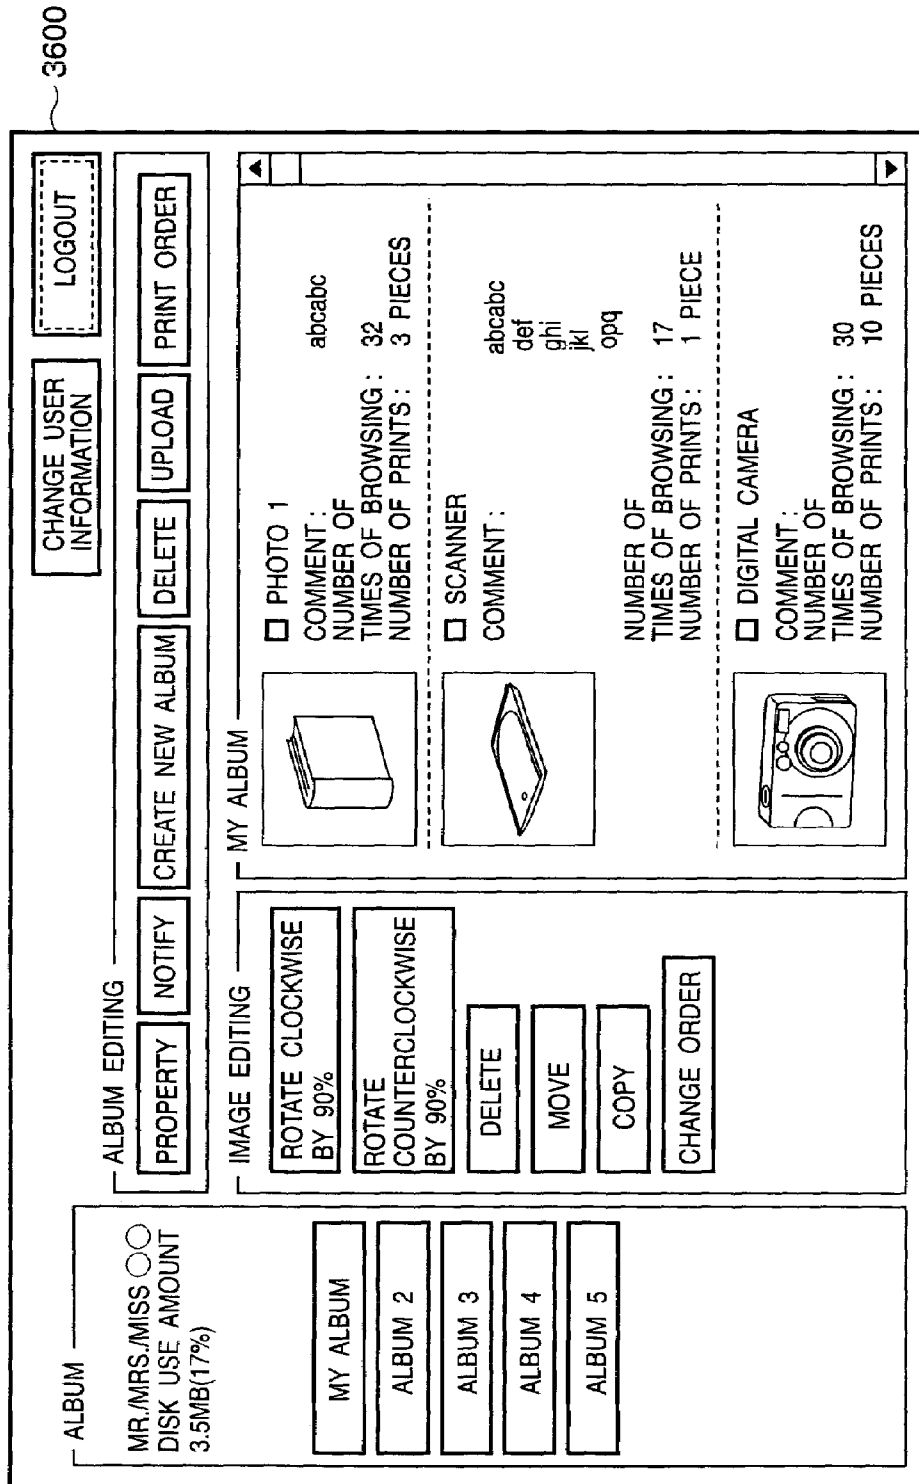 3600
CHANGE USER
INFORMATION
LOGOUT
ALBUM
MR./MRS./MISS ○○
DISK USE AMOUNT
3.5MB(17%)
MY ALBUM
ALBUM 2
ALBUM 3
ALBUM 4
ALBUM 5
ALBUM EDITING
PROPERTY
NOTIFY
CREATE NEW ALBUM
DELETE
UPLOAD
PRINT ORDER
IMAGE EDITING
ROTATE CLOCKWISE
BY 90%
ROTATE
COUNTERCLOCKWISE
BY 90%
DELETE
MOVE
COPY
CHANGE ORDER
MY ALBUM
PHOTO 1
COMMENT : abcabc
NUMBER OF
TIMES OF BROWSING : 32
NUMBER OF PRINTS : 3 PIECES
SCANNER
COMMENT : abcabc
def
ghi
jkl
opq
NUMBER OF
TIMES OF BROWSING : 17
NUMBER OF PRINTS : 1 PIECE
DIGITAL CAMERA
COMMENT :
NUMBER OF
TIMES OF BROWSING : 30
NUMBER OF PRINTS : 10 PIECES